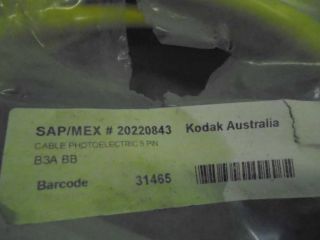 SAP/MEX # 20220843 Kodak Australia
CABLE PHOTOELECTRIC 5 PIN
B3A BB
Barcode 31465